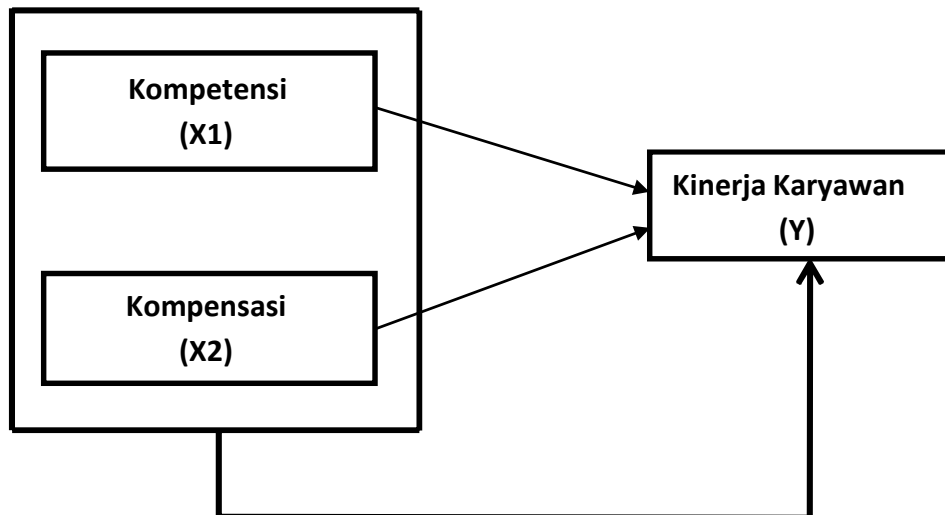 Kompetensi
(X1)
Kinerja Karyawan
(Y)
Kompensasi
(X2)